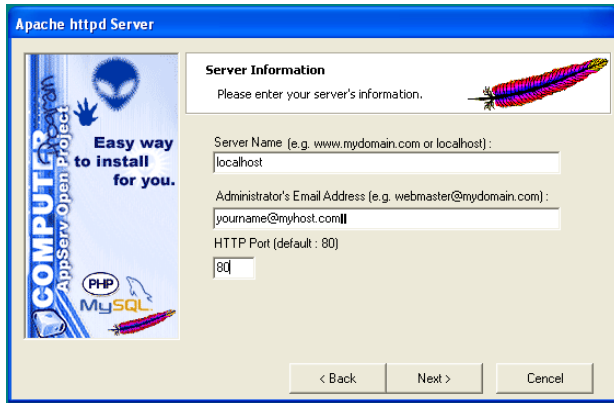 Apache httpd Server
COMPUTER
Program
AppServ Open Project
Easy way
to install
for you.
PHP
MySQL
Server Information
Please enter your server's information.
Server Name (e.g. www.mydomain.com or localhost) :
localhost
Administrator's Email Address (e.g. webmaster@mydomain.com) :
yourname@myhost.com
HTTP Port (default : 80)
80
< Back
Next >
Cencel